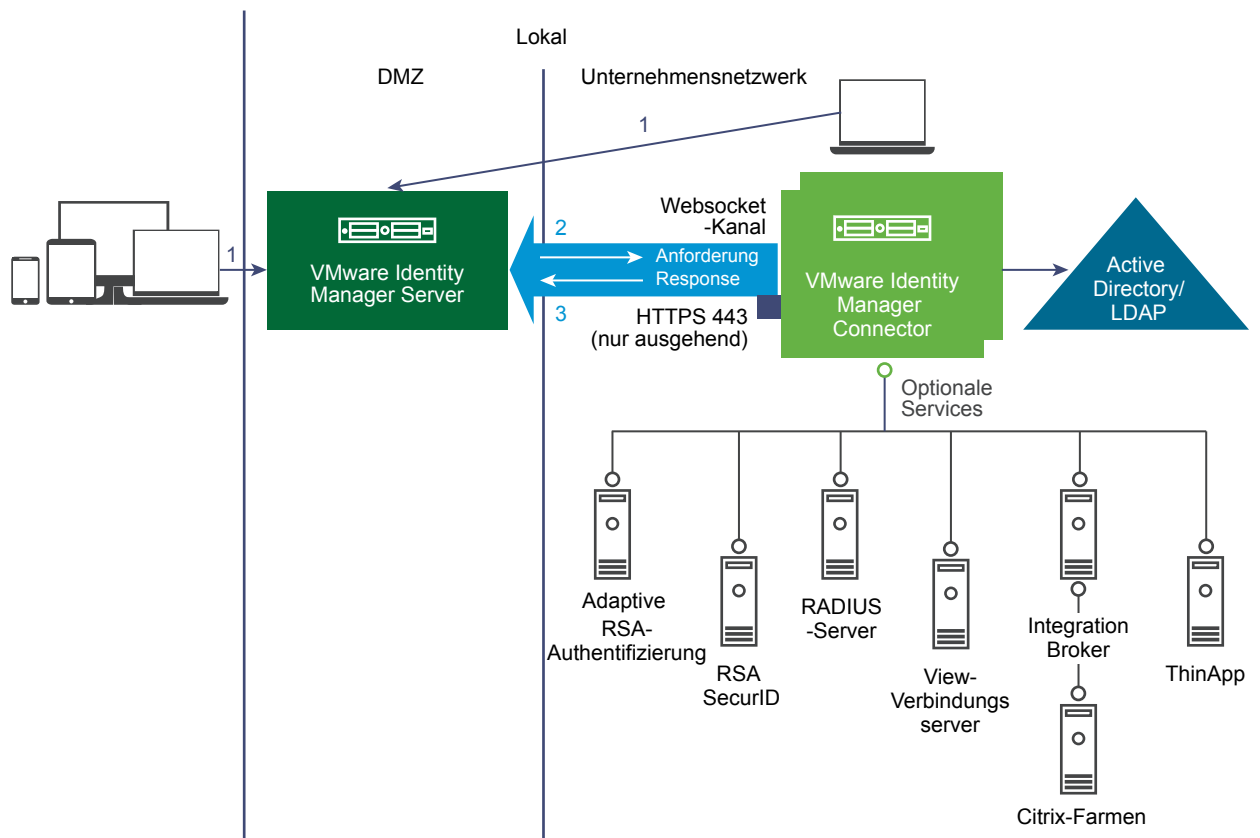 Lokal
DMZ
Unternehmensnetzwerk
1
1
VMware Identity
Manager Server
2
Websocket
-Kanal
Anforderung
Response
3
HTTPS 443
(nur ausgehend)
VMware Identity
Manager
Connector
Active
Directory/
LDAP
Optionale
Services
Adaptive
RSA-
Authentifizierung
RSA
SecurID
RADIUS
-Server
View-
Verbindungs
server
Integration
Broker
Citrix-Farmen
ThinApp